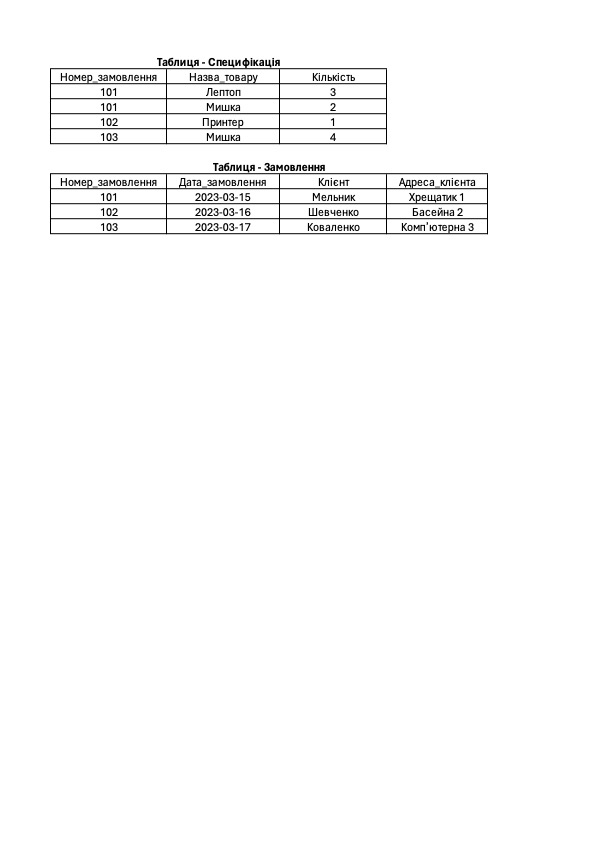 Таблиця - Специфікація
Номер_замовлення Назва_товару Кількість
101 Лептоп 3
101 Мишка 2
102 Принтер 1
103 Мишка 4
Таблиця - Замовлення
Номер_замовлення Дата_замовлення Клієнт Адреса_клієнта
101 2023-03-15 Мельник Хрещатик 1
102 2023-03-16 Шевченко Басейна 2
103 2023-03-17 Коваленко Комп'ютерна 3